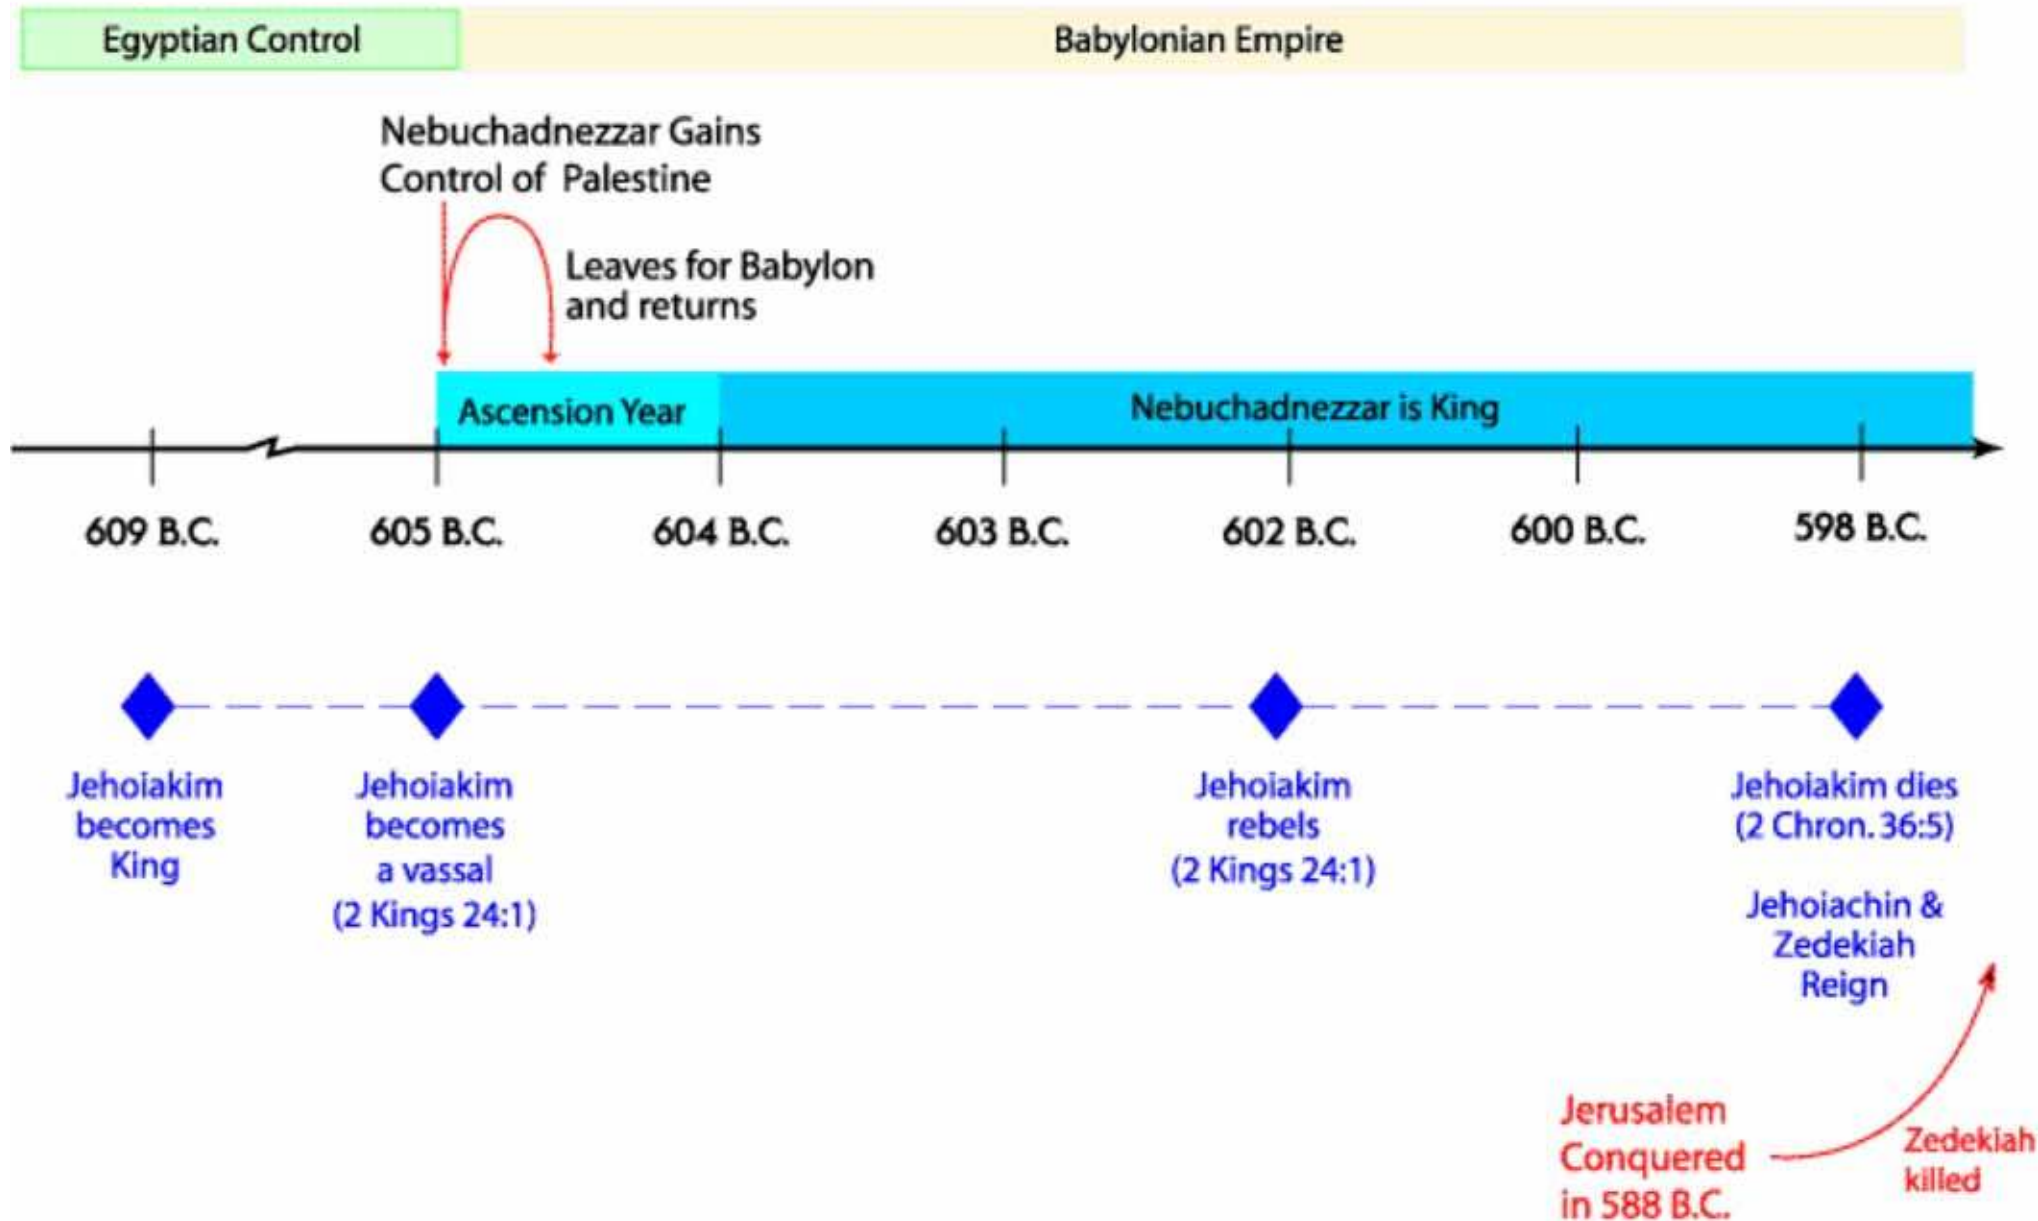 Egyptian Control
Babylonian Empire
Nebuchadnezzar Gains
Control of Palestine
Leaves for Babylon
and returns
Ascension Year
Nebuchadnezzar is King
609 B.C.
605 B.C.
604 B.C.
603 B.C.
602 B.C.
600 B.C.
598 B.C.
Jehoiakim
becomes
King
Jehoiakim
becomes
a vassal
(2 Kings 24:1)
Jehoiakim
rebels
(2 Kings 24:1)
Jehoiakim dies
(2 Chron. 36:5)
Jehoiachin &
Zedekiah
Reign
Jerusalem
Conquered
in 588 B.C.
Zedekiah
killed